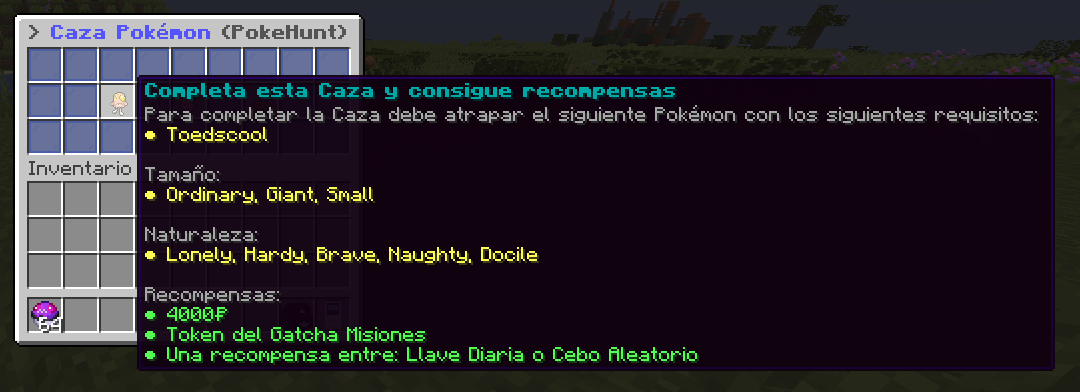 > Caza Pokémon (PokeHunt)
Completa esta Caza y consigue recompensas
Para completar la Caza debe atrapar el siguiente Pokémon con los siguientes requisitos:
● Toedscool
Tamaño:
● Ordinary, Giant, Small
Inventario
Naturaleza:
● Lonely, Hardy, Brave, Naughty, Docile
Recompensas:
● 4000₽
● Token del Gatcha Misiones
● Una recompensa entre: Llave Diaria o Cebo Aleatorio
64